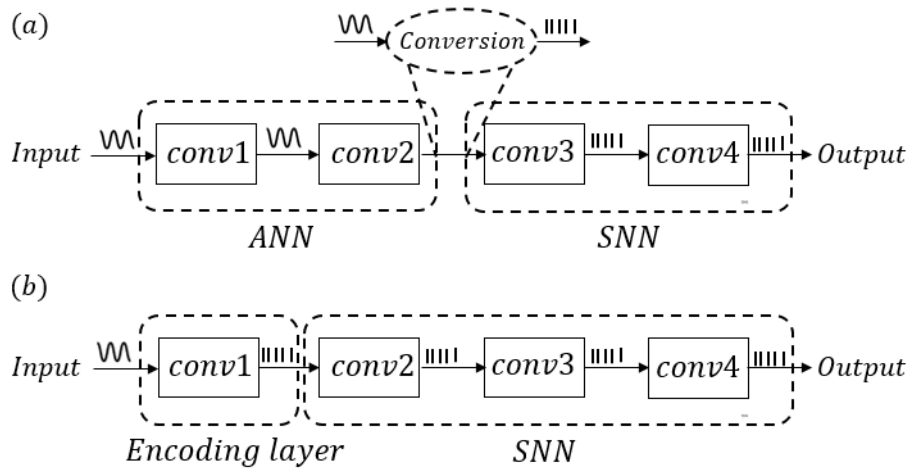 (a)
Conversion
Input conv1 conv2 conv3 conv4 Output
ANN SNN
(b)
Input conv1 conv2 conv3 conv4 Output
Encoding layer SNN